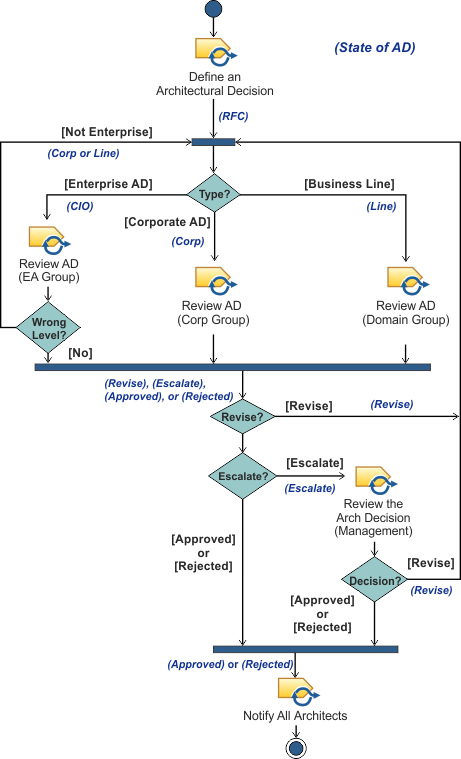 (State of AD)
Define an
Architectural Decision
(RFC)
[Not Enterprise]
(Corp or Line)
[Enterprise AD]
Type?
[Business Line]
(CIO)
(Line)
[Corporate AD]
(Corp)
Review AD
(EA Group)
Review AD
(Corp Group)
Review AD
(Domain Group)
Wrong
Level?
[No]
(Revise), (Escalate),
(Approved), or (Rejected)
Revise?
[Revise]
(Revise)
Escalate?
[Escalate]
(Escalate)
Review the
Arch Decision
(Management)
[Approved]
or
[Rejected]
Decision?
[Revise]
(Revise)
[Approved]
or
[Rejected]
(Approved) or (Rejected)
Notify All Architects